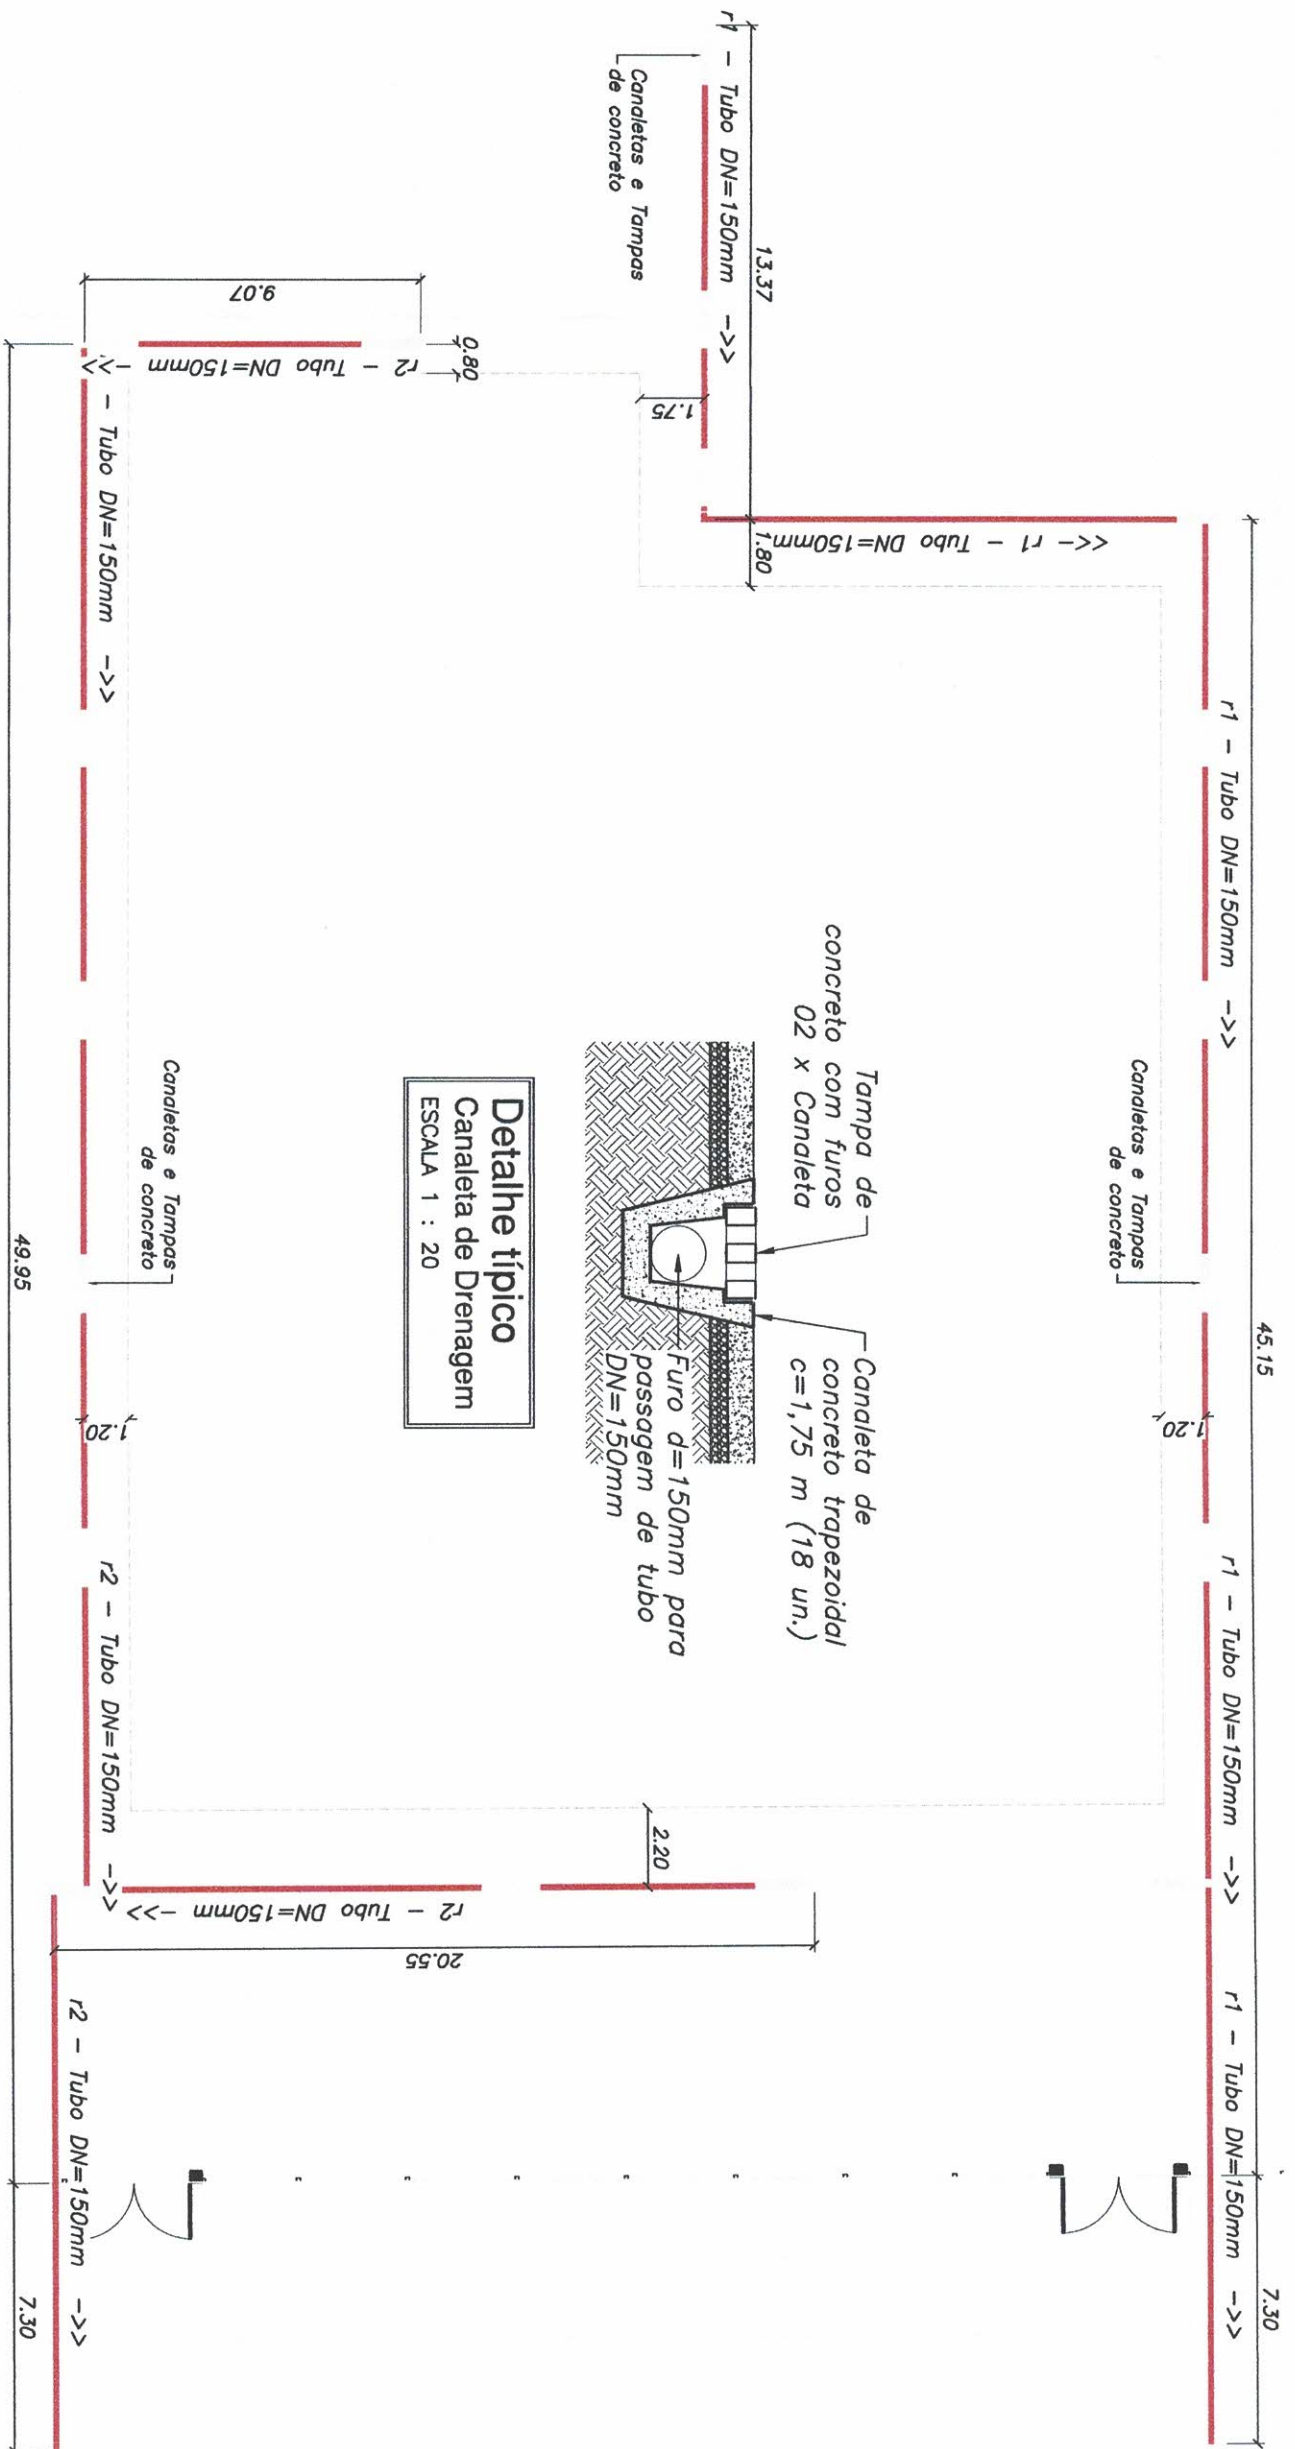 45.15
7.30
r1 - Tubo DN=150mm ->>
r1 - Tubo DN=150mm ->>
r1 - Tubo DN=150mm ->>
Canaletas e Tampas
de concreto
1.20
<<- r1 - Tubo DN=150mm
13.37
1.80
r1 - Tubo DN=150mm ->>
Canaletas e Tampas
de concreto
1.75
Tampa de
concreto com furos
02 x Canaleta
Canaleta de
concreto trapezoidal
c=1,75 m (18 un.)
Furo d=150mm para
passagem de tubo
DN=150mm
Detalhe típico
Canaleta de Drenagem
ESCALA 1 : 20
2.20
0.80
9.07
r2 - Tubo DN=150mm ->>
r2 - Tubo DN=150mm ->>
20.55
Canaletas e Tampas
de concreto
1.20
- Tubo DN=150mm ->>
r2 - Tubo DN=150mm ->>
r2 - Tubo DN=150mm ->>
49.95
7.30